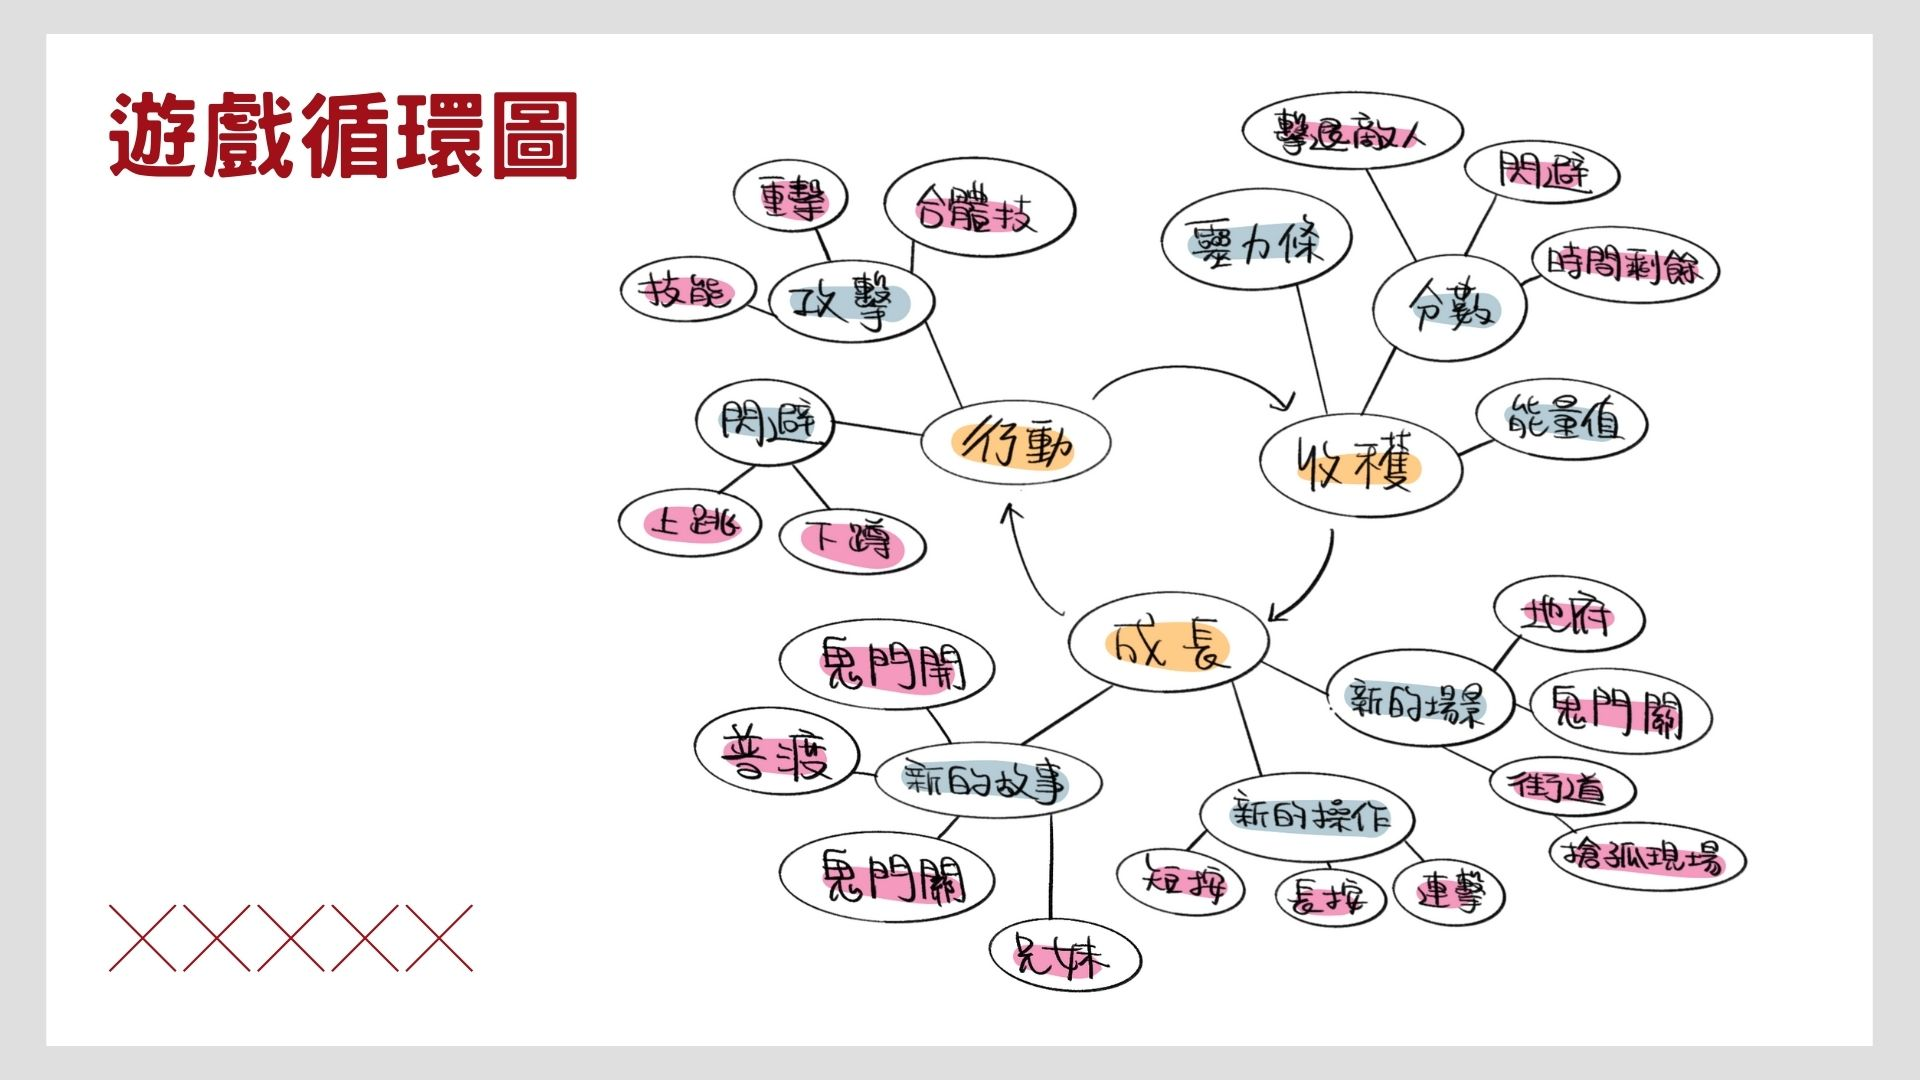 遊戲循環圖
重擊
合體技
技能
攻擊
閃避
上跳
下蹲
行動
擊退敵人
閃避
靈力條
時間剩餘
分數
能量值
收穫
成長
地府
新的場景
鬼門關
街道
搶孤現場
鬼門開
普渡
新的故事
鬼門關
兄妹
新的操作
短按
長按
連擊